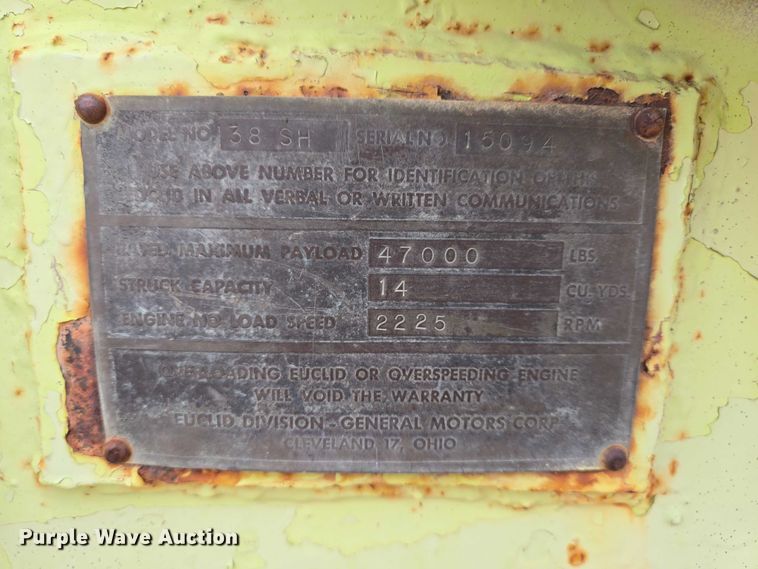 MODEL NO. 38 SH SERIAL NO. 15094
USE ABOVE NUMBER FOR IDENTIFICATION OF THIS
EUCLID IN ALL VERBAL OR WRITTEN COMMUNICATIONS
RATED MAXIMUM PAYLOAD 47000 LBS.
STRUCK CAPACITY 14 CU. YDS.
ENGINE NO LOAD SPEED 2225 RPM
OVERLOADING EUCLID OR OVERSPEEDING ENGINE
WILL VOID THE WARRANTY
EUCLID DIVISION - GENERAL MOTORS CORP.
CLEVELAND 17, OHIO
Purple Wave Auction